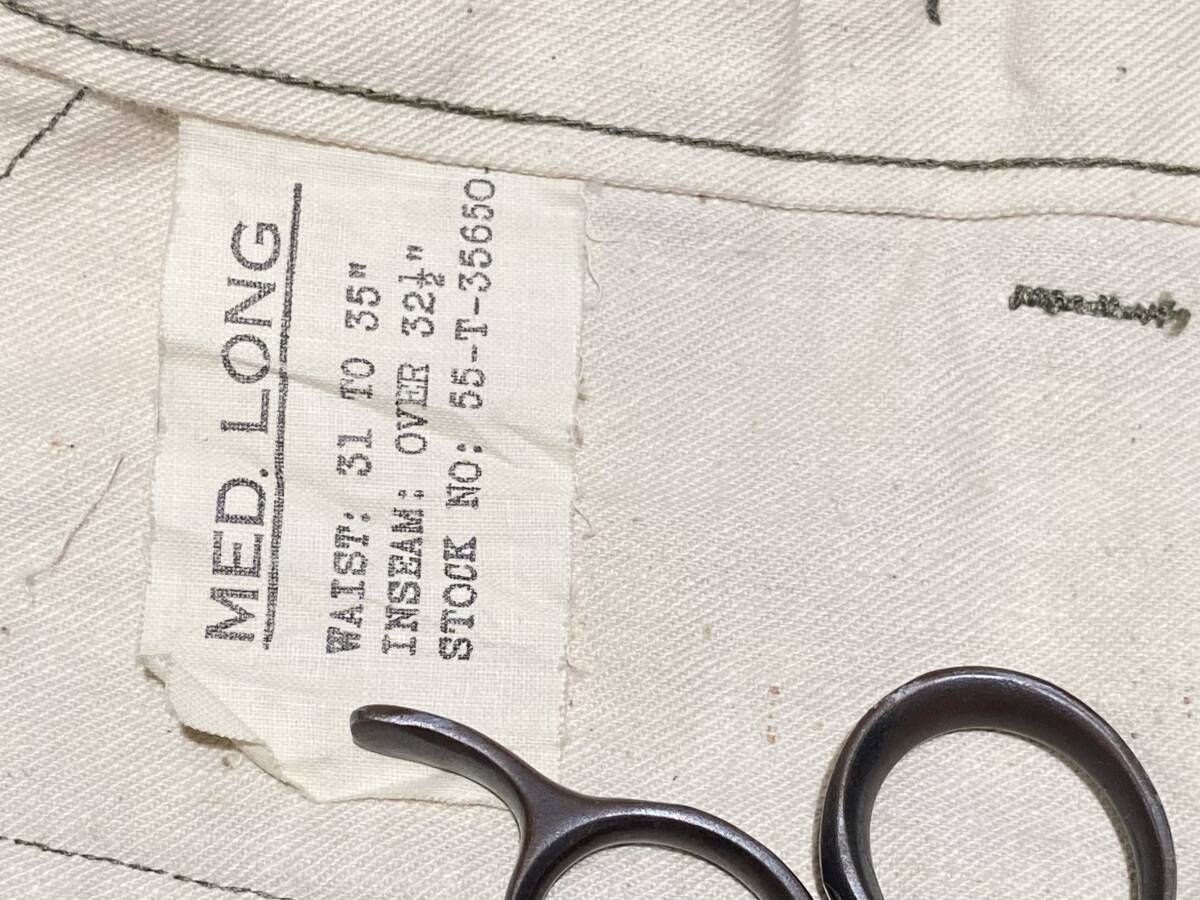 MED. LONG
WAIST: 31 TO 35"
INSEAM: OVER 32½"
STOCK NO: 55-T-35650-